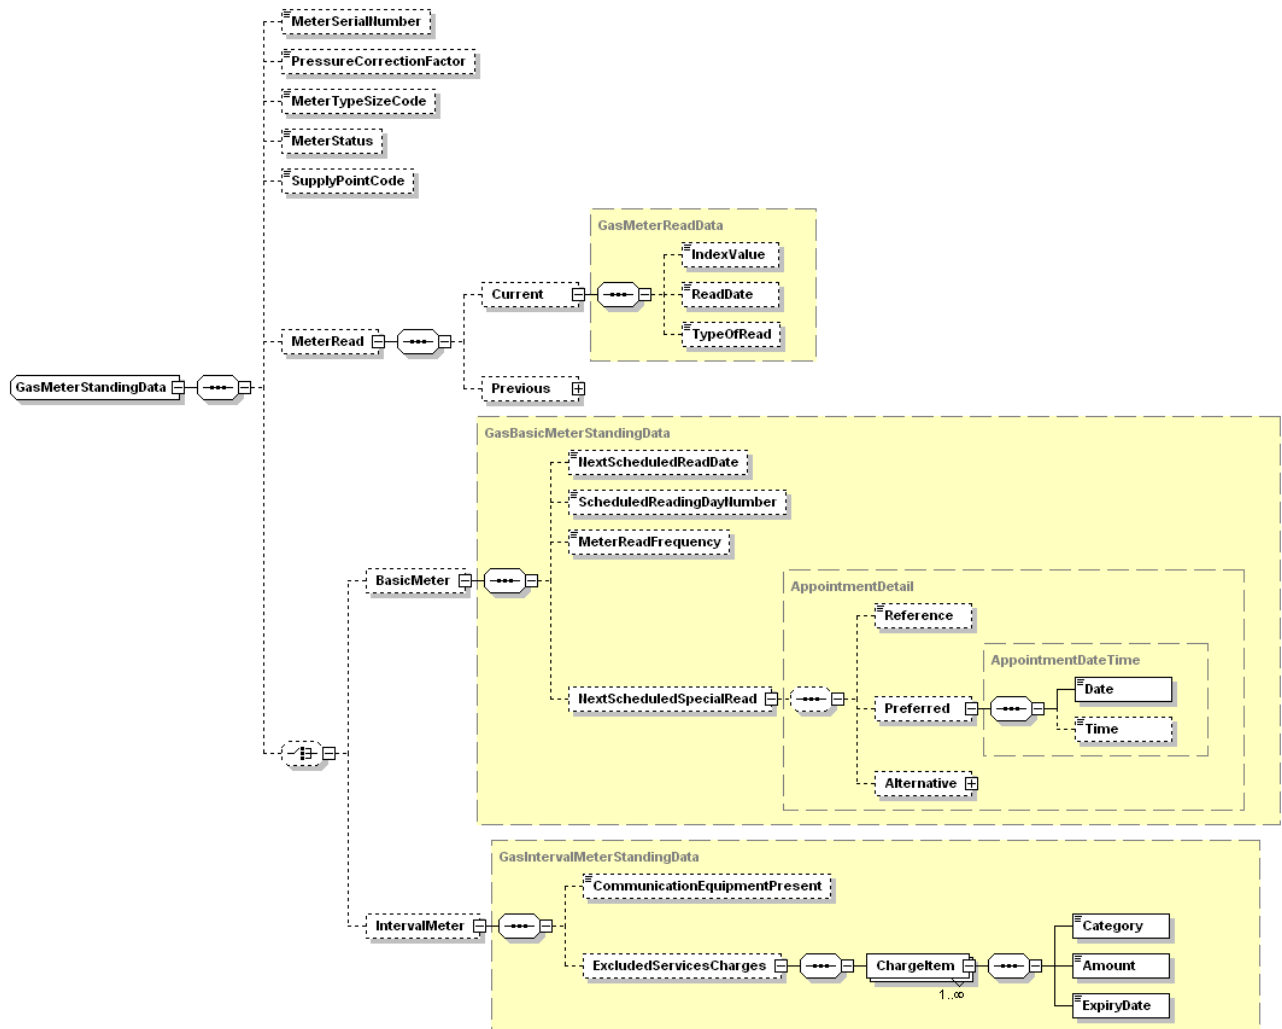 MeterSerialNumber
PressureCorrectionFactor
MeterTypeSizeCode
MeterStatus
SupplyPointCode
GasMeterReadData
IndexValue
Current
ReadDate
TypeOfRead
MeterRead
Previous
GasMeterStandingData
GasBasicMeterStandingData
NextScheduledReadDate
ScheduledReadingDayNumber
MeterReadFrequency
BasicMeter
AppointmentDetail
Reference
AppointmentDateTime
Date
NextScheduledSpecialRead
Preferred
Time
Alternative
GasIntervalMeterStandingData
CommunicationEquipmentPresent
IntervalMeter
Category
ExcludedServicesCharges
ChargeItem
Amount
1..∞
ExpiryDate